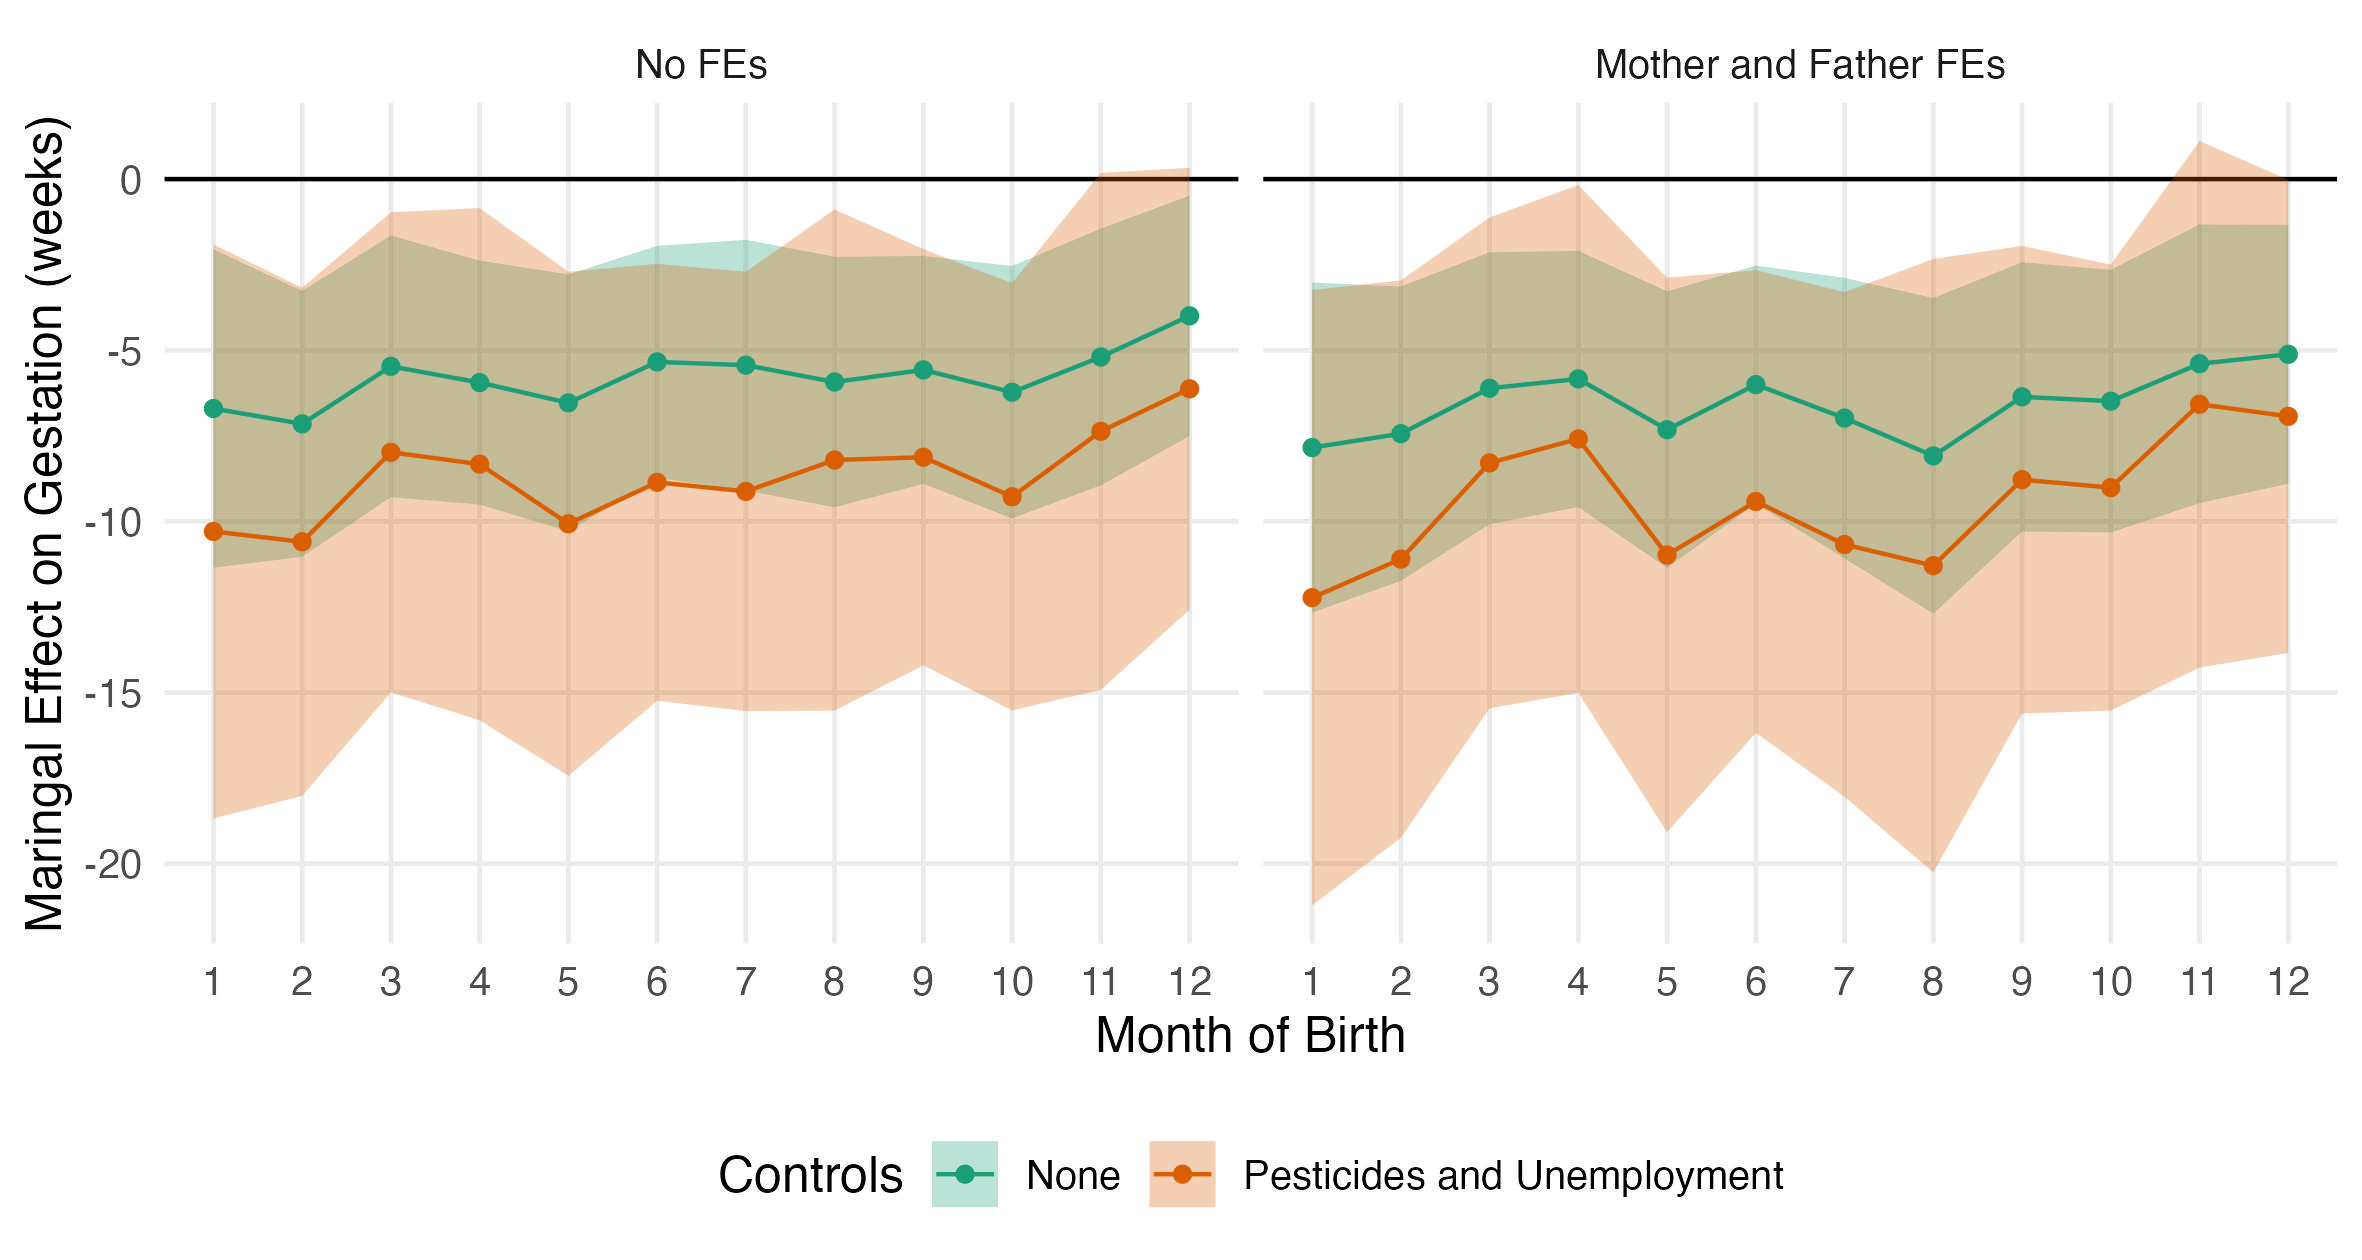 No FEs
Mother and Father FEs
Maringal Effect on Gestation (weeks)
0
-5
-10
-15
-20
1 2 3 4 5 6 7 8 9 10 11 12
1 2 3 4 5 6 7 8 9 10 11 12
Month of Birth
Controls None Pesticides and Unemployment